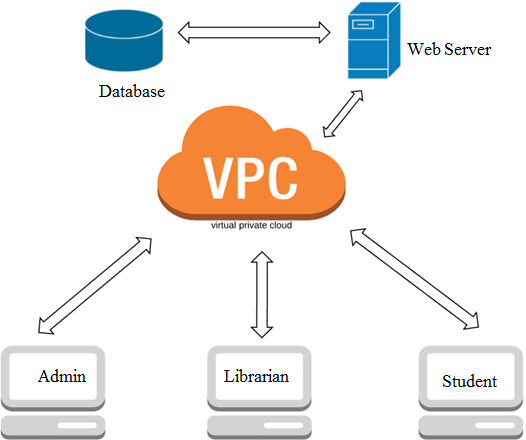 Database
Web Server
VPC
virtual private cloud
Admin
Librarian
Student